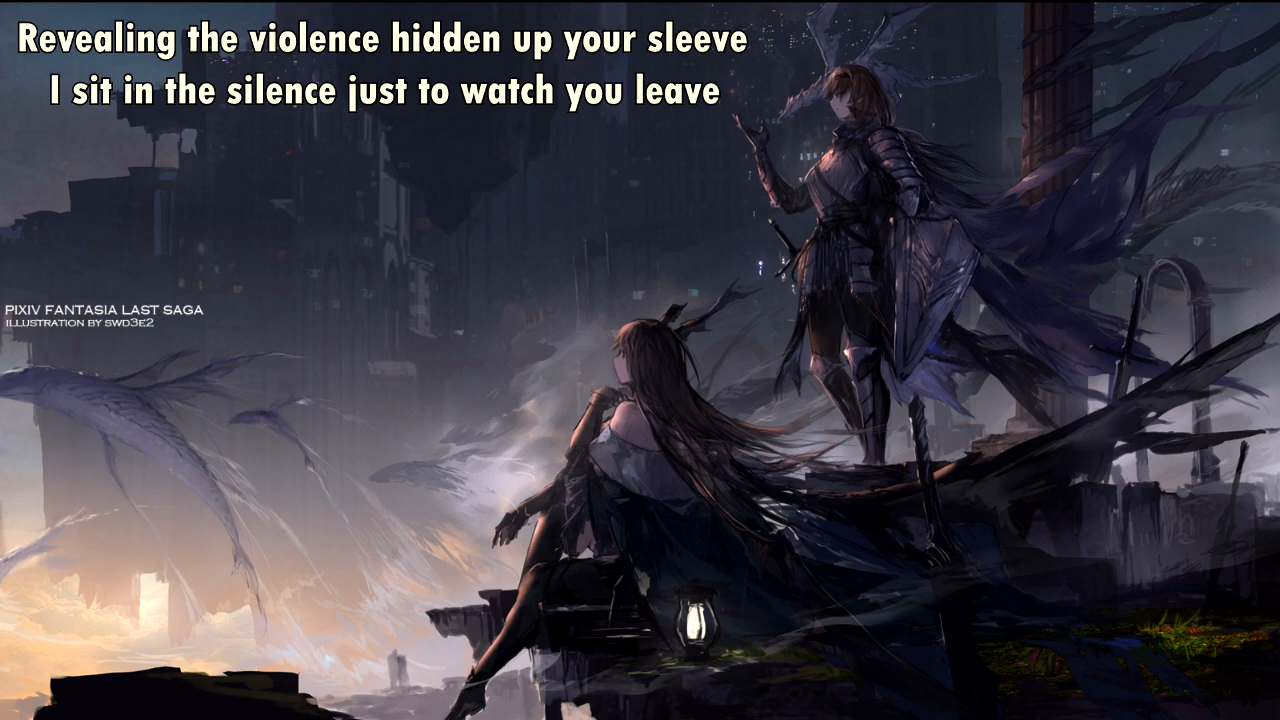 Revealing the violence hidden up your sleeve
I sit in the silence just to watch you leave
PIXIV FANTASIA LAST SAGA
ILLUSTRATION BY SWD3E2